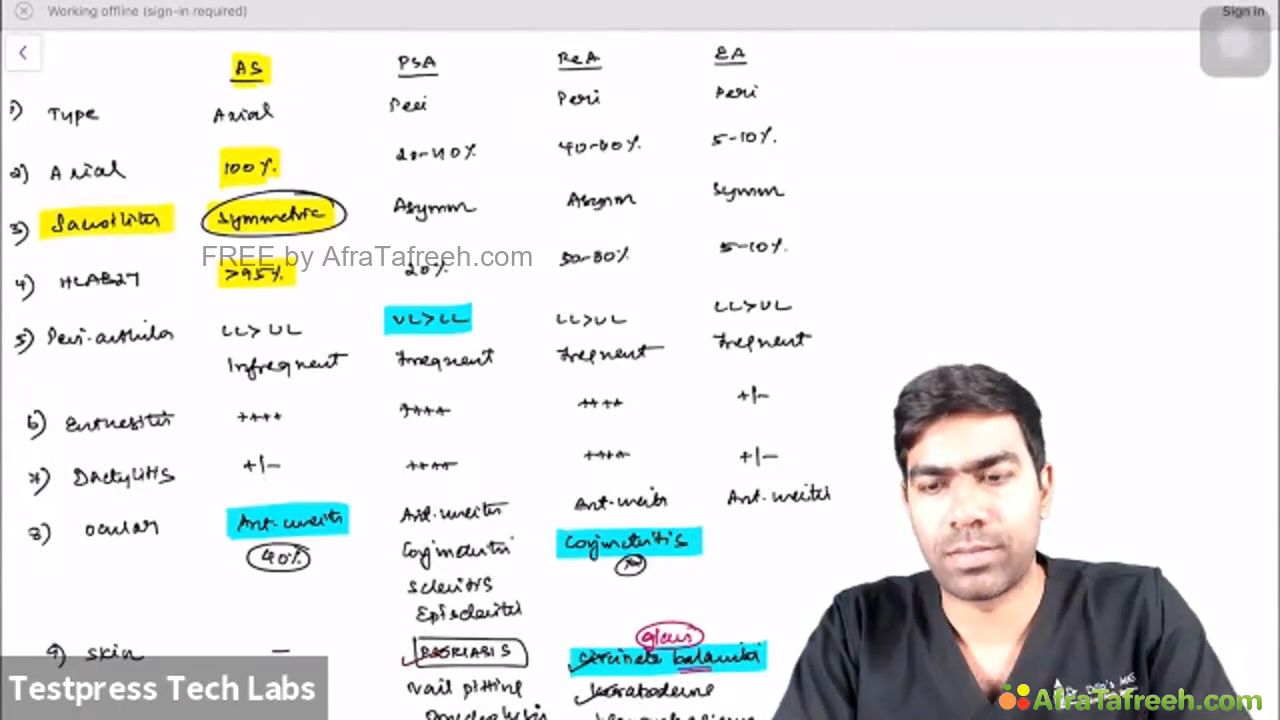 Working offline (sign-in required)
Sign in
AS PSA ReA EA
1) Type Axial Peri Peri Peri
2) Axial 100% 20-40% 40-60% 5-10%
3) Sacroiliitis Symmetric Asymm Asymm Symm
FREE by AfraTafreeh.com
4) HLAB27 >95% 20% 50-80% 5-10%
5) Peri-arthritis LL> UL UL>LL LL>UL LL>UL
Infrequent Frequent Frequent Frequent
6) Enthesitis ++++ ++++ ++++ +/-
7) Dactylitis +/- ++++ ++++ +/-
8) ocular Ant. uveitis Ant. uveitis Ant-uveitis Ant. uveitis
40% Conjunctivitis
scleritis
Episcleritis
glans
9) skin — PSORIASIS circinate balanitis
Nail pitting
Testpress Tech Labs
AfraTafreeh.com